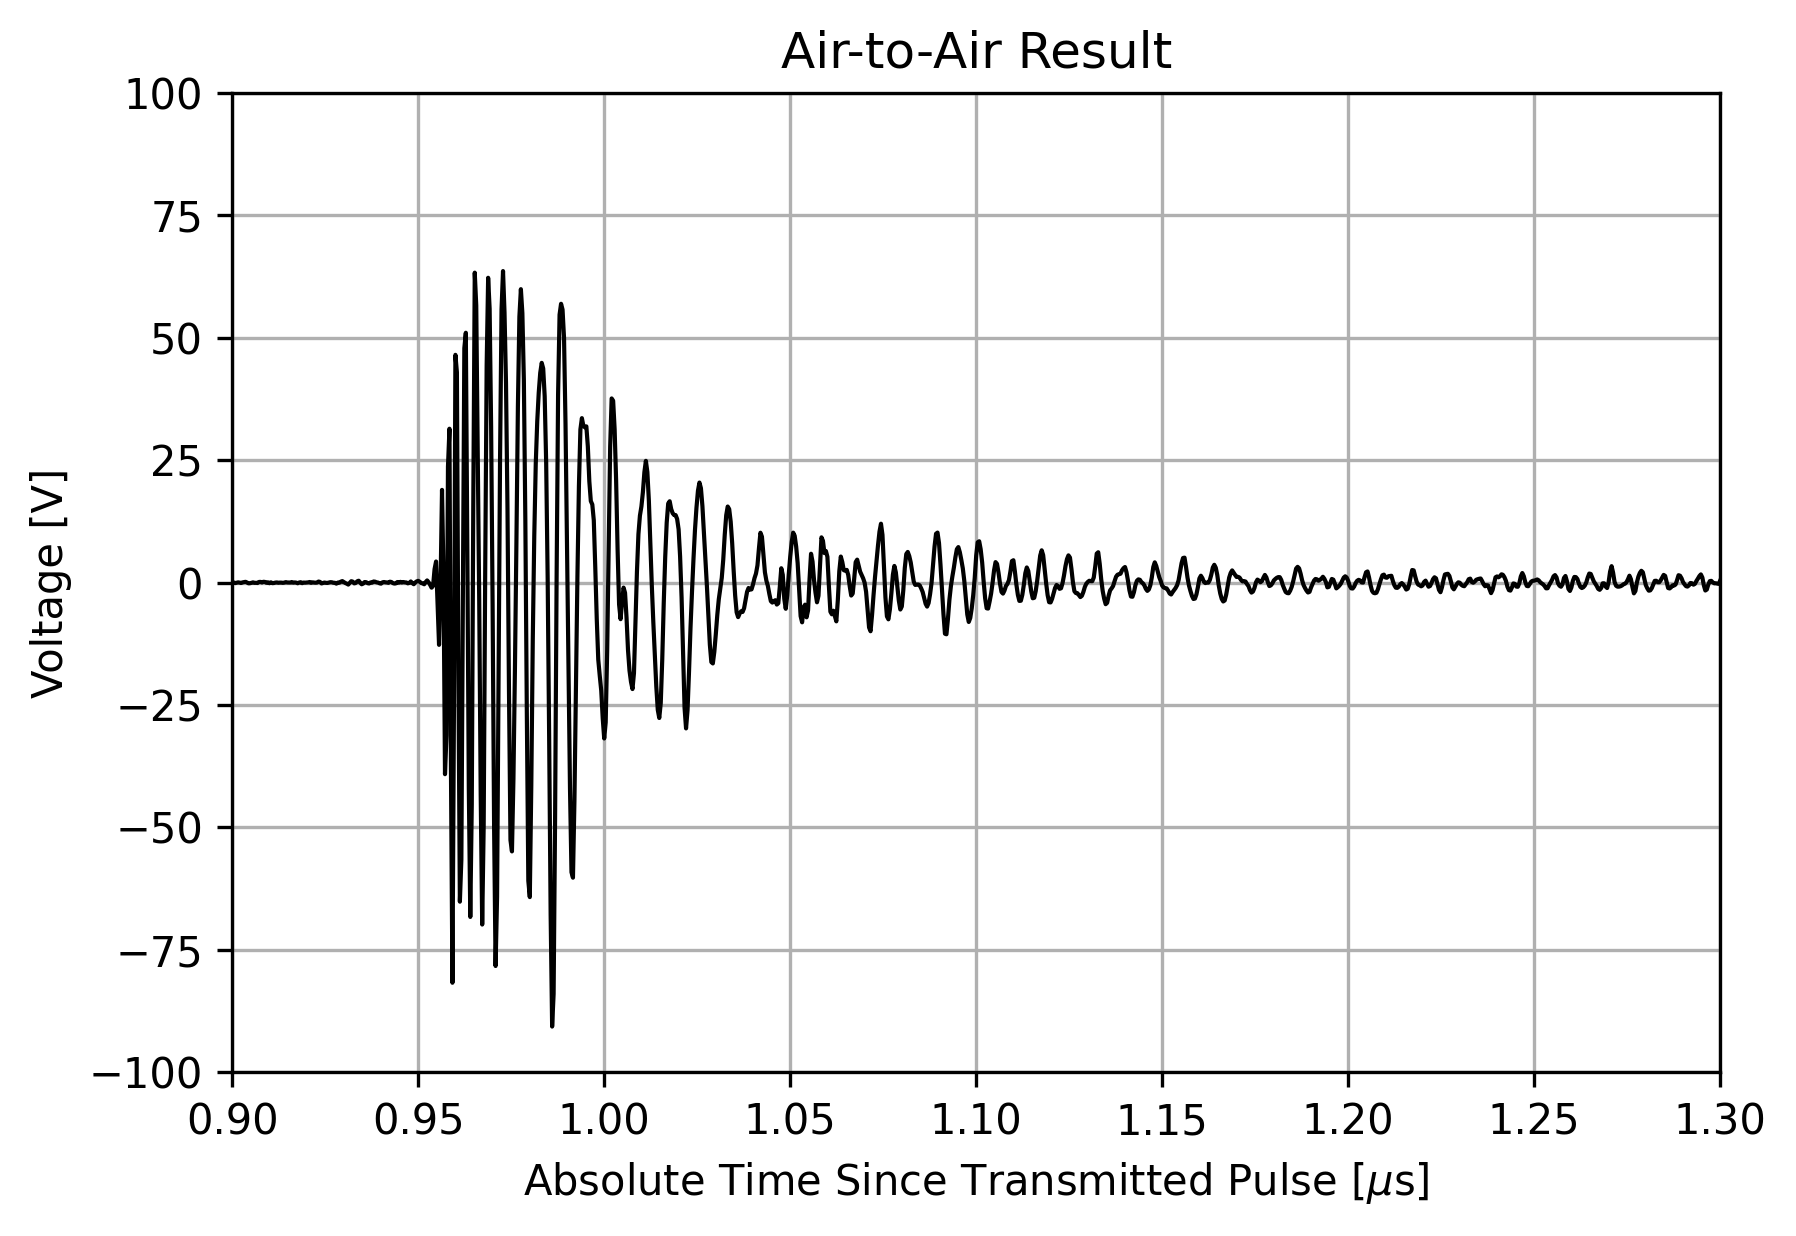 Air-to-Air Result
100
75
50
25
0
−25
−50
−75
−100
Voltage [V]
0.90 0.95 1.00 1.05 1.10 1.15 1.20 1.25 1.30
Absolute Time Since Transmitted Pulse [μs]